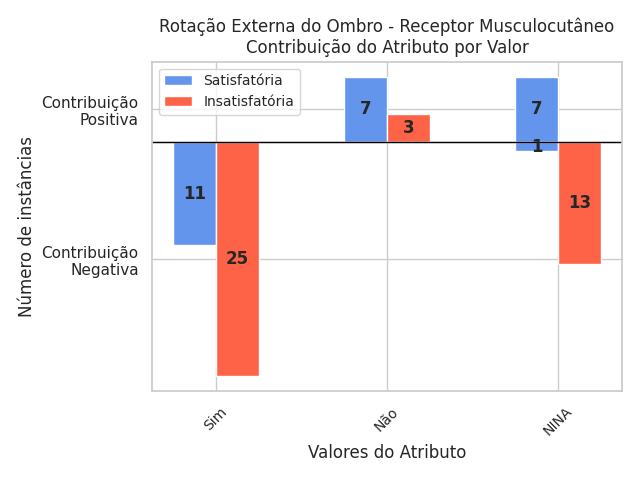 Rotação Externa do Ombro - Receptor Musculocutâneo
Contribuição do Atributo por Valor
Satisfatória
Insatisfatória
Contribuição
Positiva
Contribuição
Negativa
Número de instâncias
11
25
7
3
7
1
13
Sim
Não
NINA
Valores do Atributo